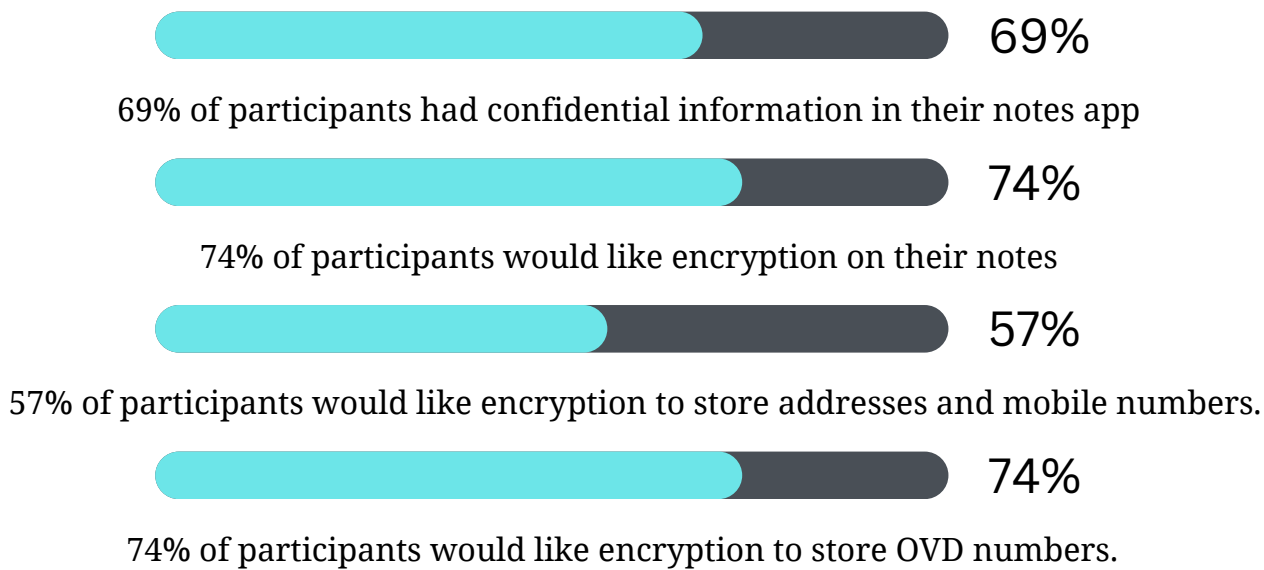 69%
69% of participants had confidential information in their notes app
74%
74% of participants would like encryption on their notes
57%
57% of participants would like encryption to store addresses and mobile numbers.
74%
74% of participants would like encryption to store OVD numbers.